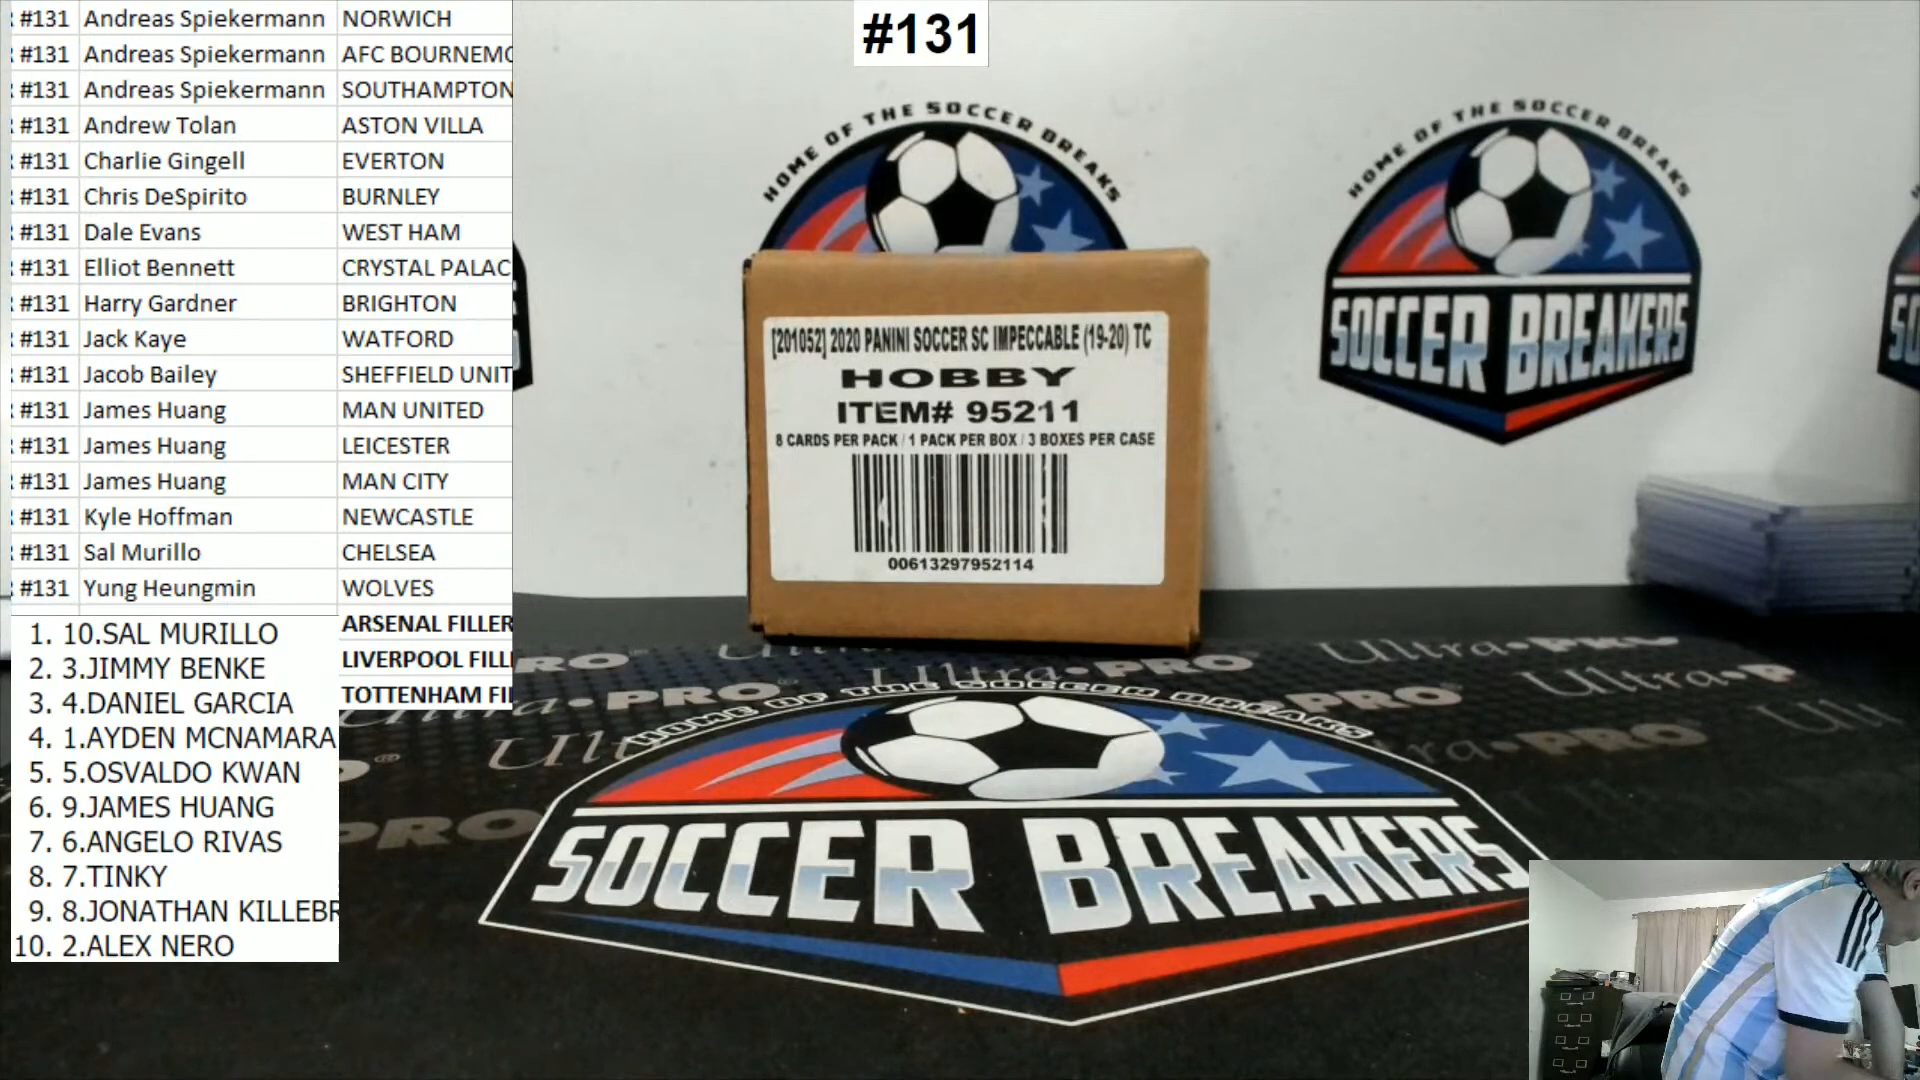 #131 Andreas Spiekermann NORWICH
#131 Andreas Spiekermann AFC BOURNEMO
#131 Andreas Spiekermann SOUTHAMPTON
#131 Andrew Tolan ASTON VILLA
#131 Charlie Gingell EVERTON
#131 Chris DeSpirito BURNLEY
#131 Dale Evans WEST HAM
#131 Elliot Bennett CRYSTAL PALAC
#131 Harry Gardner BRIGHTON
#131 Jack Kaye WATFORD
#131 Jacob Bailey SHEFFIELD UNIT
#131 James Huang MAN UNITED
#131 James Huang LEICESTER
#131 James Huang MAN CITY
#131 Kyle Hoffman NEWCASTLE
#131 Sal Murillo CHELSEA
#131 Yung Heungmin WOLVES
ARSENAL FILLER
LIVERPOOL FILL
TOTTENHAM FI
1. 10.SAL MURILLO
2. 3.JIMMY BENKE
3. 4.DANIEL GARCIA
4. 1.AYDEN MCNAMARA
5. 5.OSVALDO KWAN
6. 9.JAMES HUANG
7. 6.ANGELO RIVAS
8. 7.TINKY
9. 8.JONATHAN KILLEBR
10. 2.ALEX NERO
#131
HOME OF THE SOCCER BREAKS
HOME OF THE SOCCER BREAKS
SOCCER BREAKERS
[201052] 2020 PANINI SOCCER SC IMPECCABLE (19-20) TC
HOBBY
ITEM# 95211
8 CARDS PER PACK / 1 PACK PER BOX / 3 BOXES PER CASE
00613297952114
Ultra PRO
HOME OF THE SOCCER BREAKS
SOCCER BREAKERS